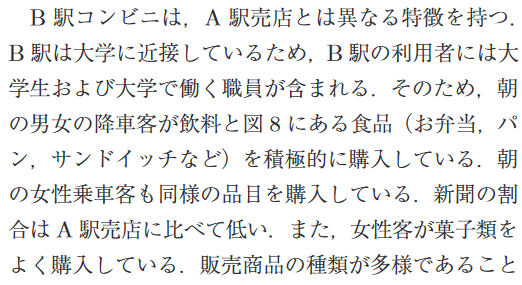 B 駅コンビニは，A 駅売店とは異なる特徴を持つ．
B 駅は大学に近接しているため，B 駅の利用者には大
学生および大学で働く職員が含まれる．そのため，朝
の男女の降車客が飲料と図 8 にある食品（お弁当，パ
ン，サンドイッチなど）を積極的に購入している．朝
の女性乗車客も同様の品目を購入している．新聞の割
合は A 駅売店に比べて低い．また，女性客が菓子類を
よく購入している．販売商品の種類が多様であること